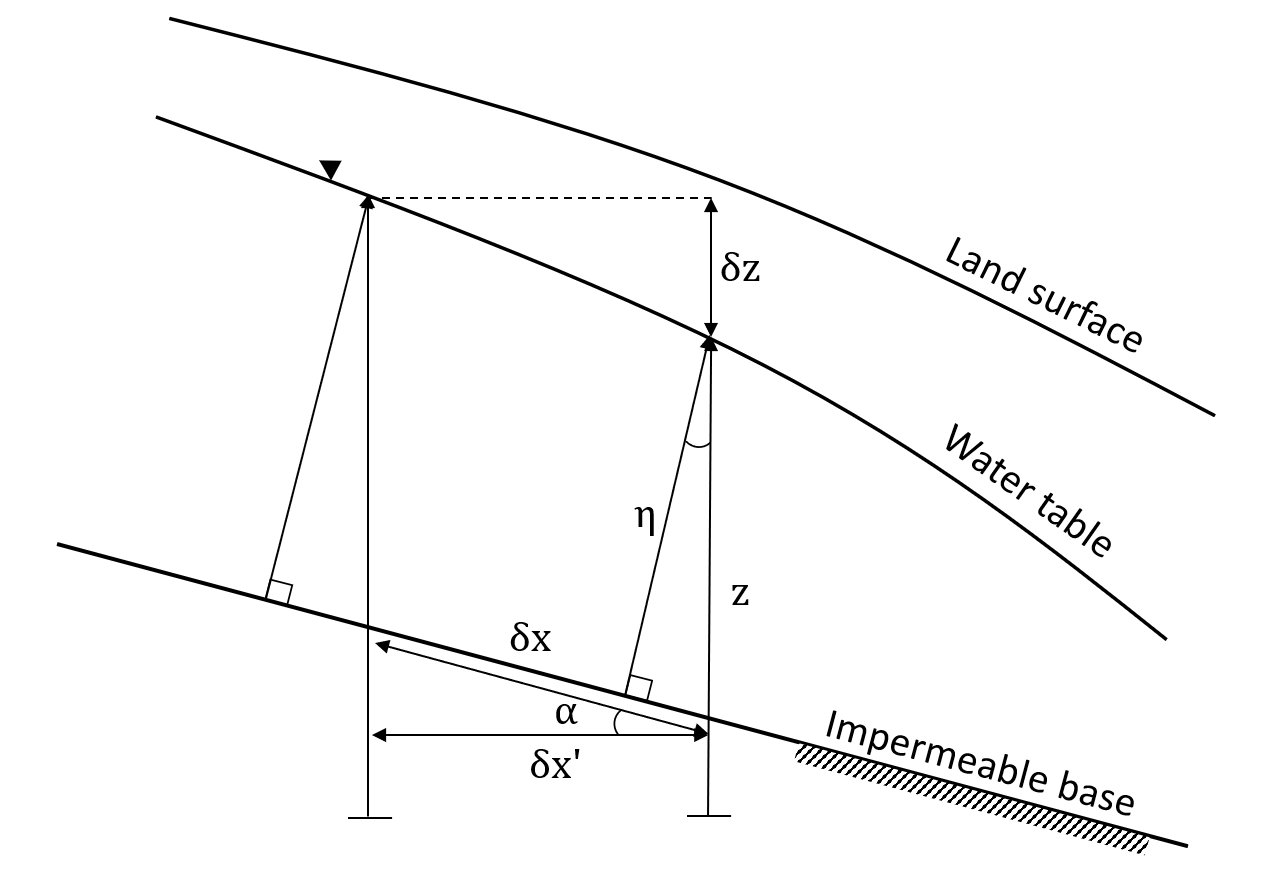 δz
Land surface
Water table
η
z
δx
α
δx'
Impermeable base